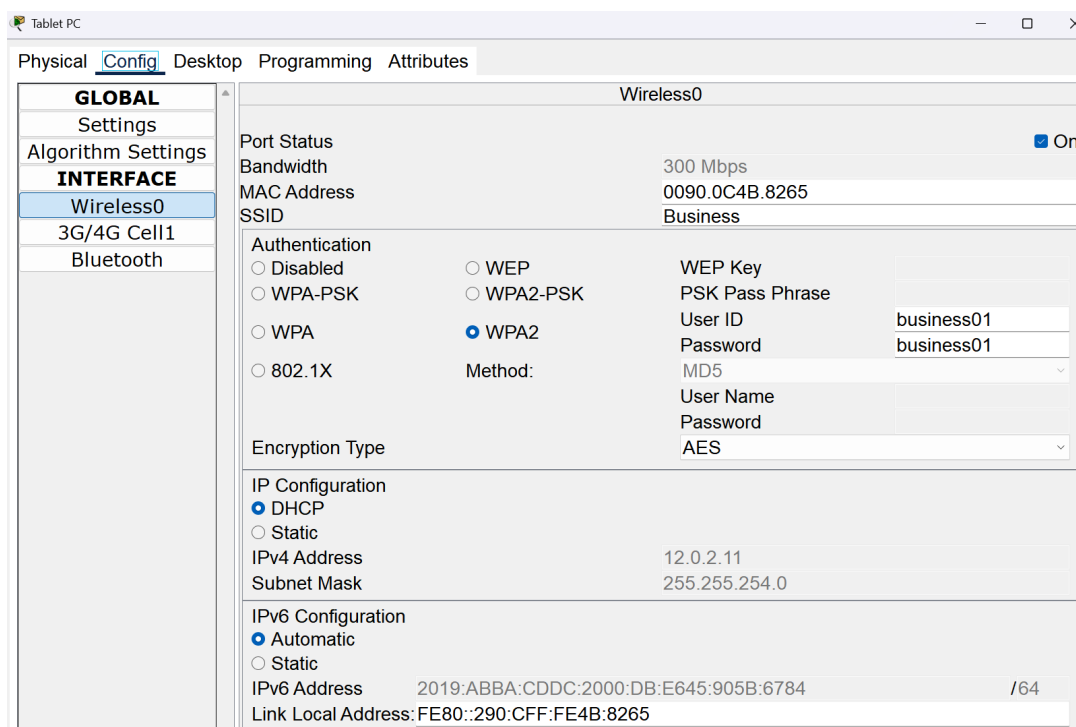 Tablet PC
Physical Config Desktop Programming Attributes
GLOBAL
Settings
Algorithm Settings
INTERFACE
Wireless0
3G/4G Cell1
Bluetooth
Wireless0
Port Status On
Bandwidth 300 Mbps
MAC Address 0090.0C4B.8265
SSID Business
Authentication
Disabled WEP WEP Key
WPA-PSK WPA2-PSK PSK Pass Phrase
User ID business01
WPA WPA2
Password business01
802.1X Method: MD5
User Name
Password
Encryption Type AES
IP Configuration
DHCP
Static
IPv4 Address 12.0.2.11
Subnet Mask 255.255.254.0
IPv6 Configuration
Automatic
Static
IPv6 Address 2019:ABBA:CDDC:2000:DB:E645:905B:6784 /64
Link Local Address: FE80::290:CFF:FE4B:8265